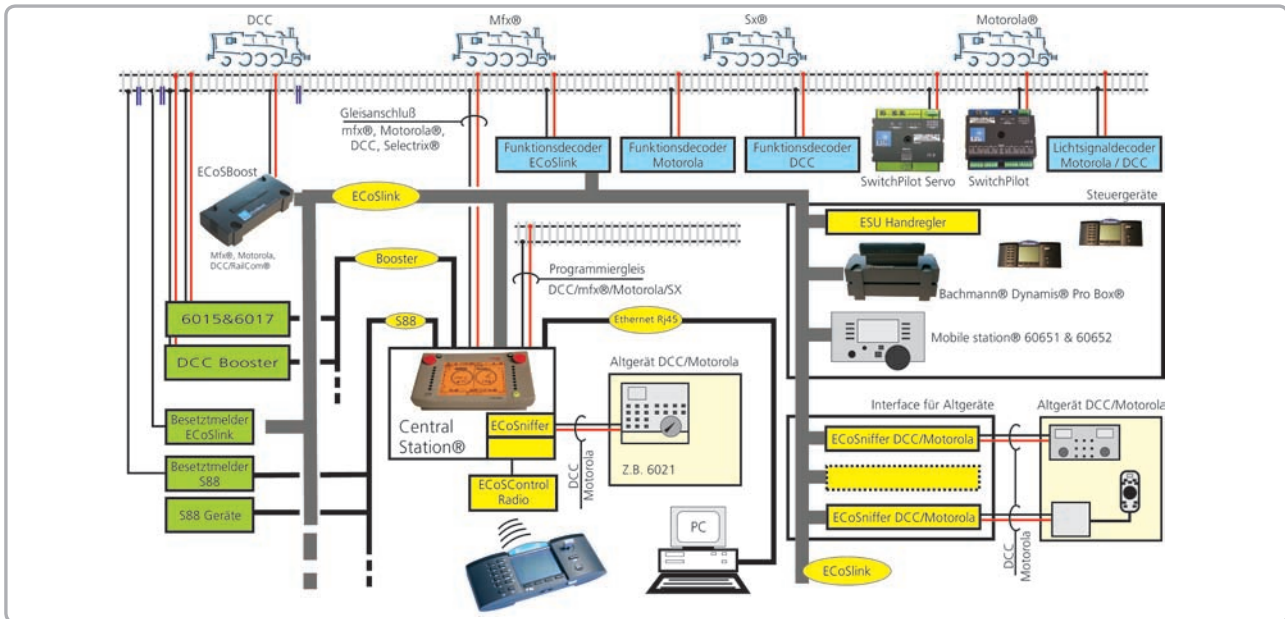 DCC
Mfx®
Sx®
Motorola®
Gleisanschluß
mfx®, Motorola®,
DCC, Selectrix®
Funktionsdecoder
ECoSlink
Funktionsdecoder
Motorola
Funktionsdecoder
DCC
SwitchPilot Servo
SwitchPilot
Lichtsignaldecoder
Motorola / DCC
ECoSBoost
Mfx®, Motorola,
DCC/RailCom®
ECoSlink
Steuergeräte
ESU Handregler
Bachmann® Dynamis® Pro Box®
Mobile station® 60651 & 60652
Booster
Programmiergleis
DCC/mfx®/Motorola/SX
6015&6017
DCC Booster
S88
Ethernet Rj45
Besetztmelder
ECoSlink
Besetztmelder
S88
S88 Geräte
Central
Station®
ECoSniffer
ECoSControl
Radio
Altgerät DCC/Motorola
Z.B. 6021
DCC
Motorola
PC
Interface für Altgeräte
ECoSniffer DCC/Motorola
ECoSniffer DCC/Motorola
Altgerät DCC/Motorola
DCC
Motorola
ECoSlink